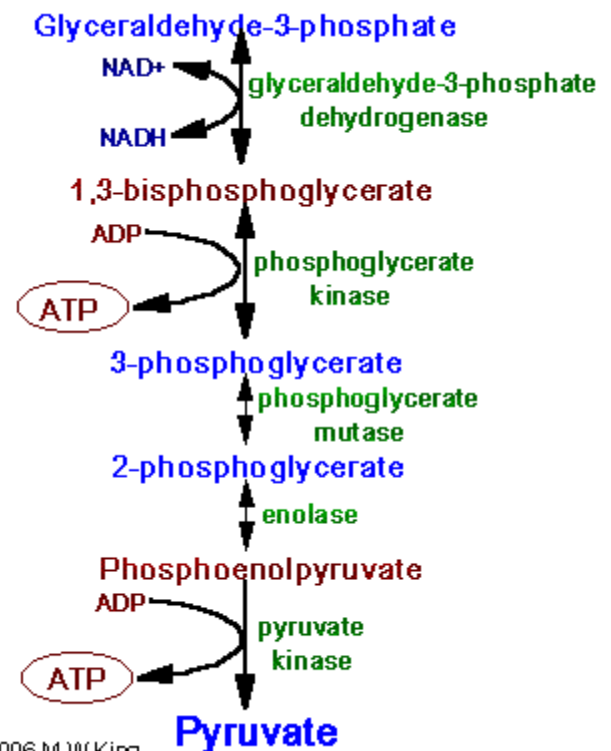 Glyceraldehyde-3-phosphate
NAD+
glyceraldehyde-3-phosphate
dehydrogenase
NADH
1,3-bisphosphoglycerate
ADP
phosphoglycerate
kinase
ATP
3-phosphoglycerate
phosphoglycerate
mutase
2-phosphoglycerate
enolase
Phosphoenolpyruvate
ADP
pyruvate
kinase
ATP
Pyruvate
M.W.King